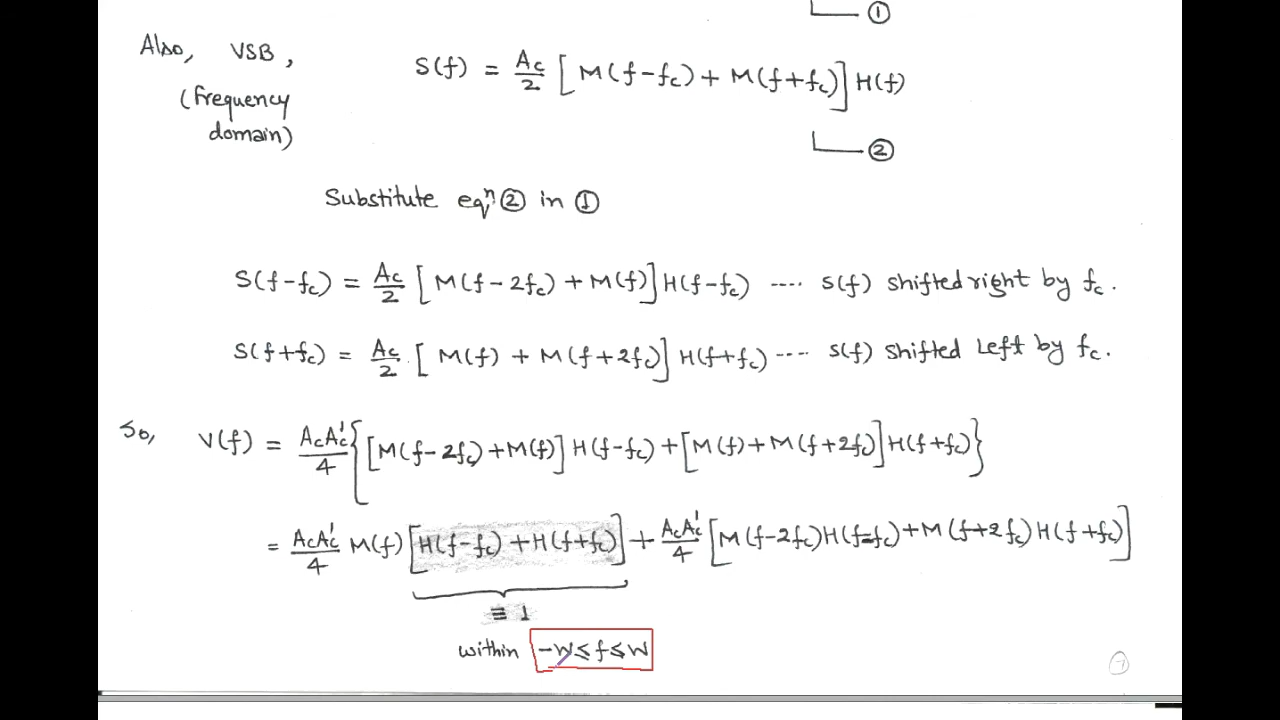 ①
Also, VSB,
(frequency
domain)
S(f) = Ac/2 [M(f-fc) + M(f+fc)] H(f)
②
Substitute eqⁿ ② in ①
S(f-fc) = Ac/2 [M(f-2fc) + M(f)] H(f-fc) ---- S(f) shifted right by fc.
S(f+fc) = Ac/2 [M(f) + M(f+2fc)] H(f+fc) ---- S(f) shifted left by fc.
So, V(f) = AcAc'/4 {[M(f-2fc) + M(f)] H(f-fc) + [M(f) + M(f+2fc)] H(f+fc)}
= AcAc'/4 M(f) [H(f-fc) + H(f+fc)] + AcAc'/4 [M(f-2fc) H(f-fc) + M(f+2fc) H(f+fc)]
≡ 1
within -W ≤ f ≤ W